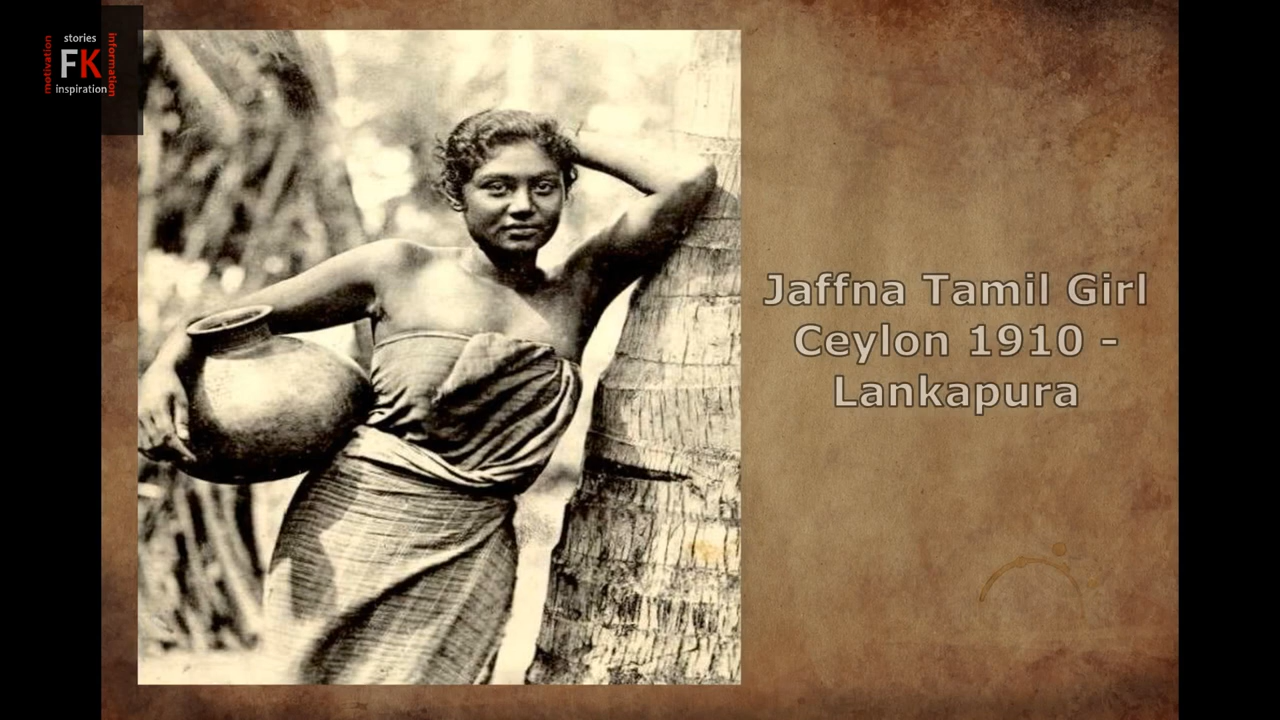 stories
motivation
FK
information
inspiration
Jaffna Tamil Girl
Ceylon 1910 -
Lankapura